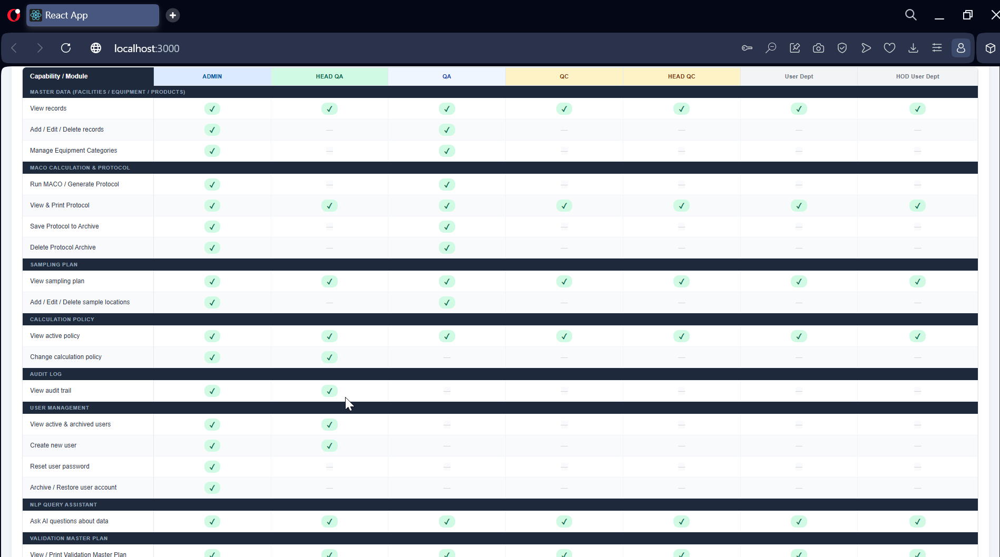 React App
localhost:3000
Capability / Module ADMIN HEAD QA QA QC HEAD QC User Dept HOD User Dept
MASTER DATA (FACILITIES / EQUIPMENT / PRODUCTS)
View records ✓ ✓ ✓ ✓ ✓ ✓ ✓
Add / Edit / Delete records ✓ — ✓ — — — —
Manage Equipment Categories ✓ — ✓ — — — —
MACO CALCULATION & PROTOCOL
Run MACO / Generate Protocol ✓ — ✓ — — — —
View & Print Protocol ✓ ✓ ✓ ✓ ✓ ✓ ✓
Save Protocol to Archive ✓ — ✓ — — — —
Delete Protocol Archive ✓ — ✓ — — — —
SAMPLING PLAN
View sampling plan ✓ ✓ ✓ ✓ ✓ ✓ ✓
Add / Edit / Delete sample locations ✓ — ✓ — — — —
CALCULATION POLICY
View active policy ✓ ✓ ✓ ✓ ✓ ✓ ✓
Change calculation policy ✓ ✓ — — — — —
AUDIT LOG
View audit trail ✓ ✓ — — — — —
USER MANAGEMENT
View active & archived users ✓ ✓ — — — — —
Create new user ✓ ✓ — — — — —
Reset user password ✓ — — — — — —
Archive / Restore user account ✓ — — — — — —
NLP QUERY ASSISTANT
Ask AI questions about data ✓ ✓ ✓ ✓ ✓ ✓ ✓
VALIDATION MASTER PLAN
View / Print Validation Master Plan ✓ ✓ ✓ ✓ ✓ ✓ ✓